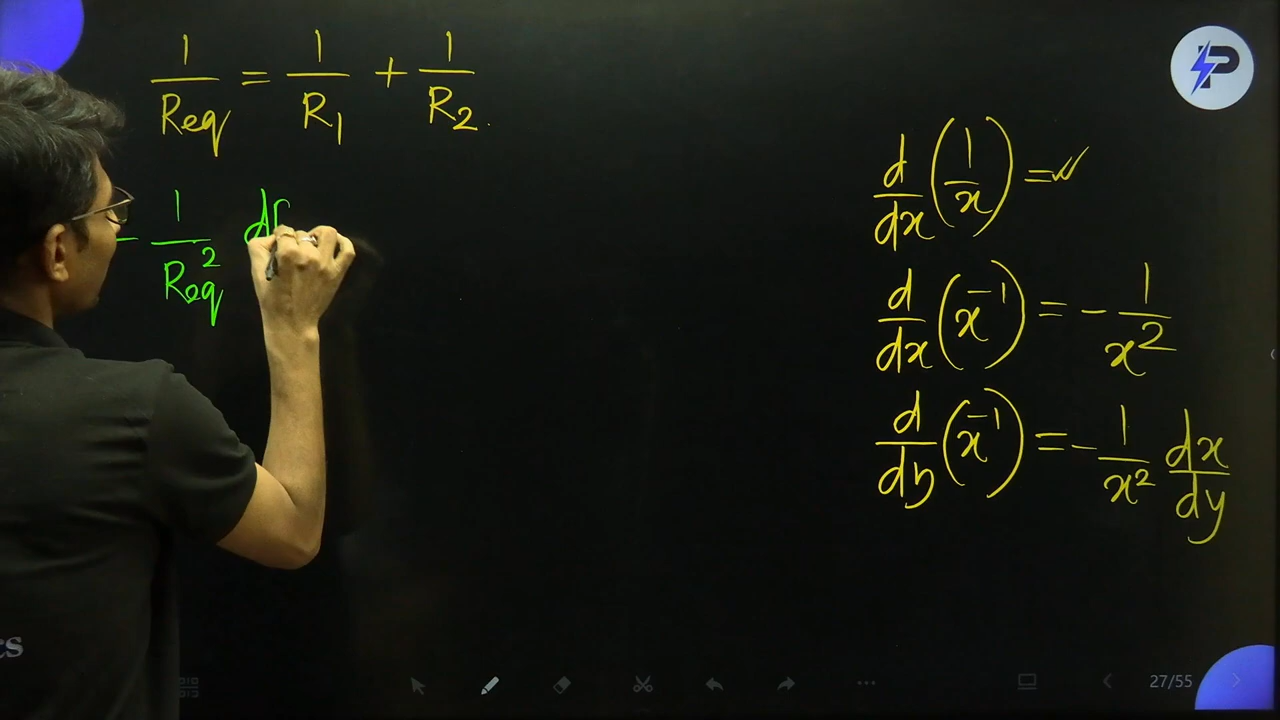 1/Req = 1/R1 + 1/R2.
- 1/Req² d
d/dx (1/x) =
d/dx (x⁻¹) = - 1/x²
d/dy (x⁻¹) = - 1/x² dx/dy
cs
27/55
P